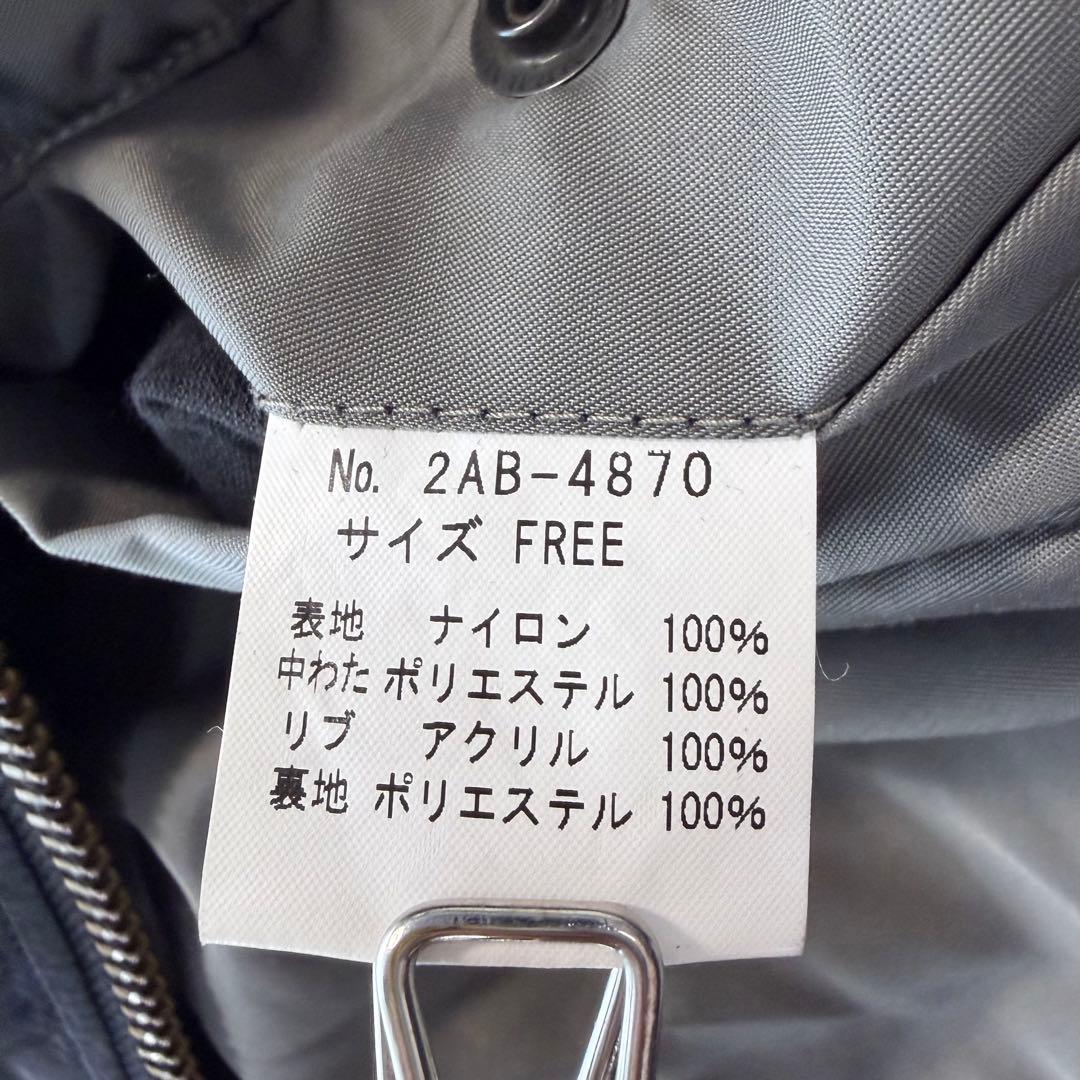 No. 2AB-4870
サイズ FREE
表地 ナイロン 100%
中わた ポリエステル 100%
リブ アクリル 100%
裏地 ポリエステル 100%